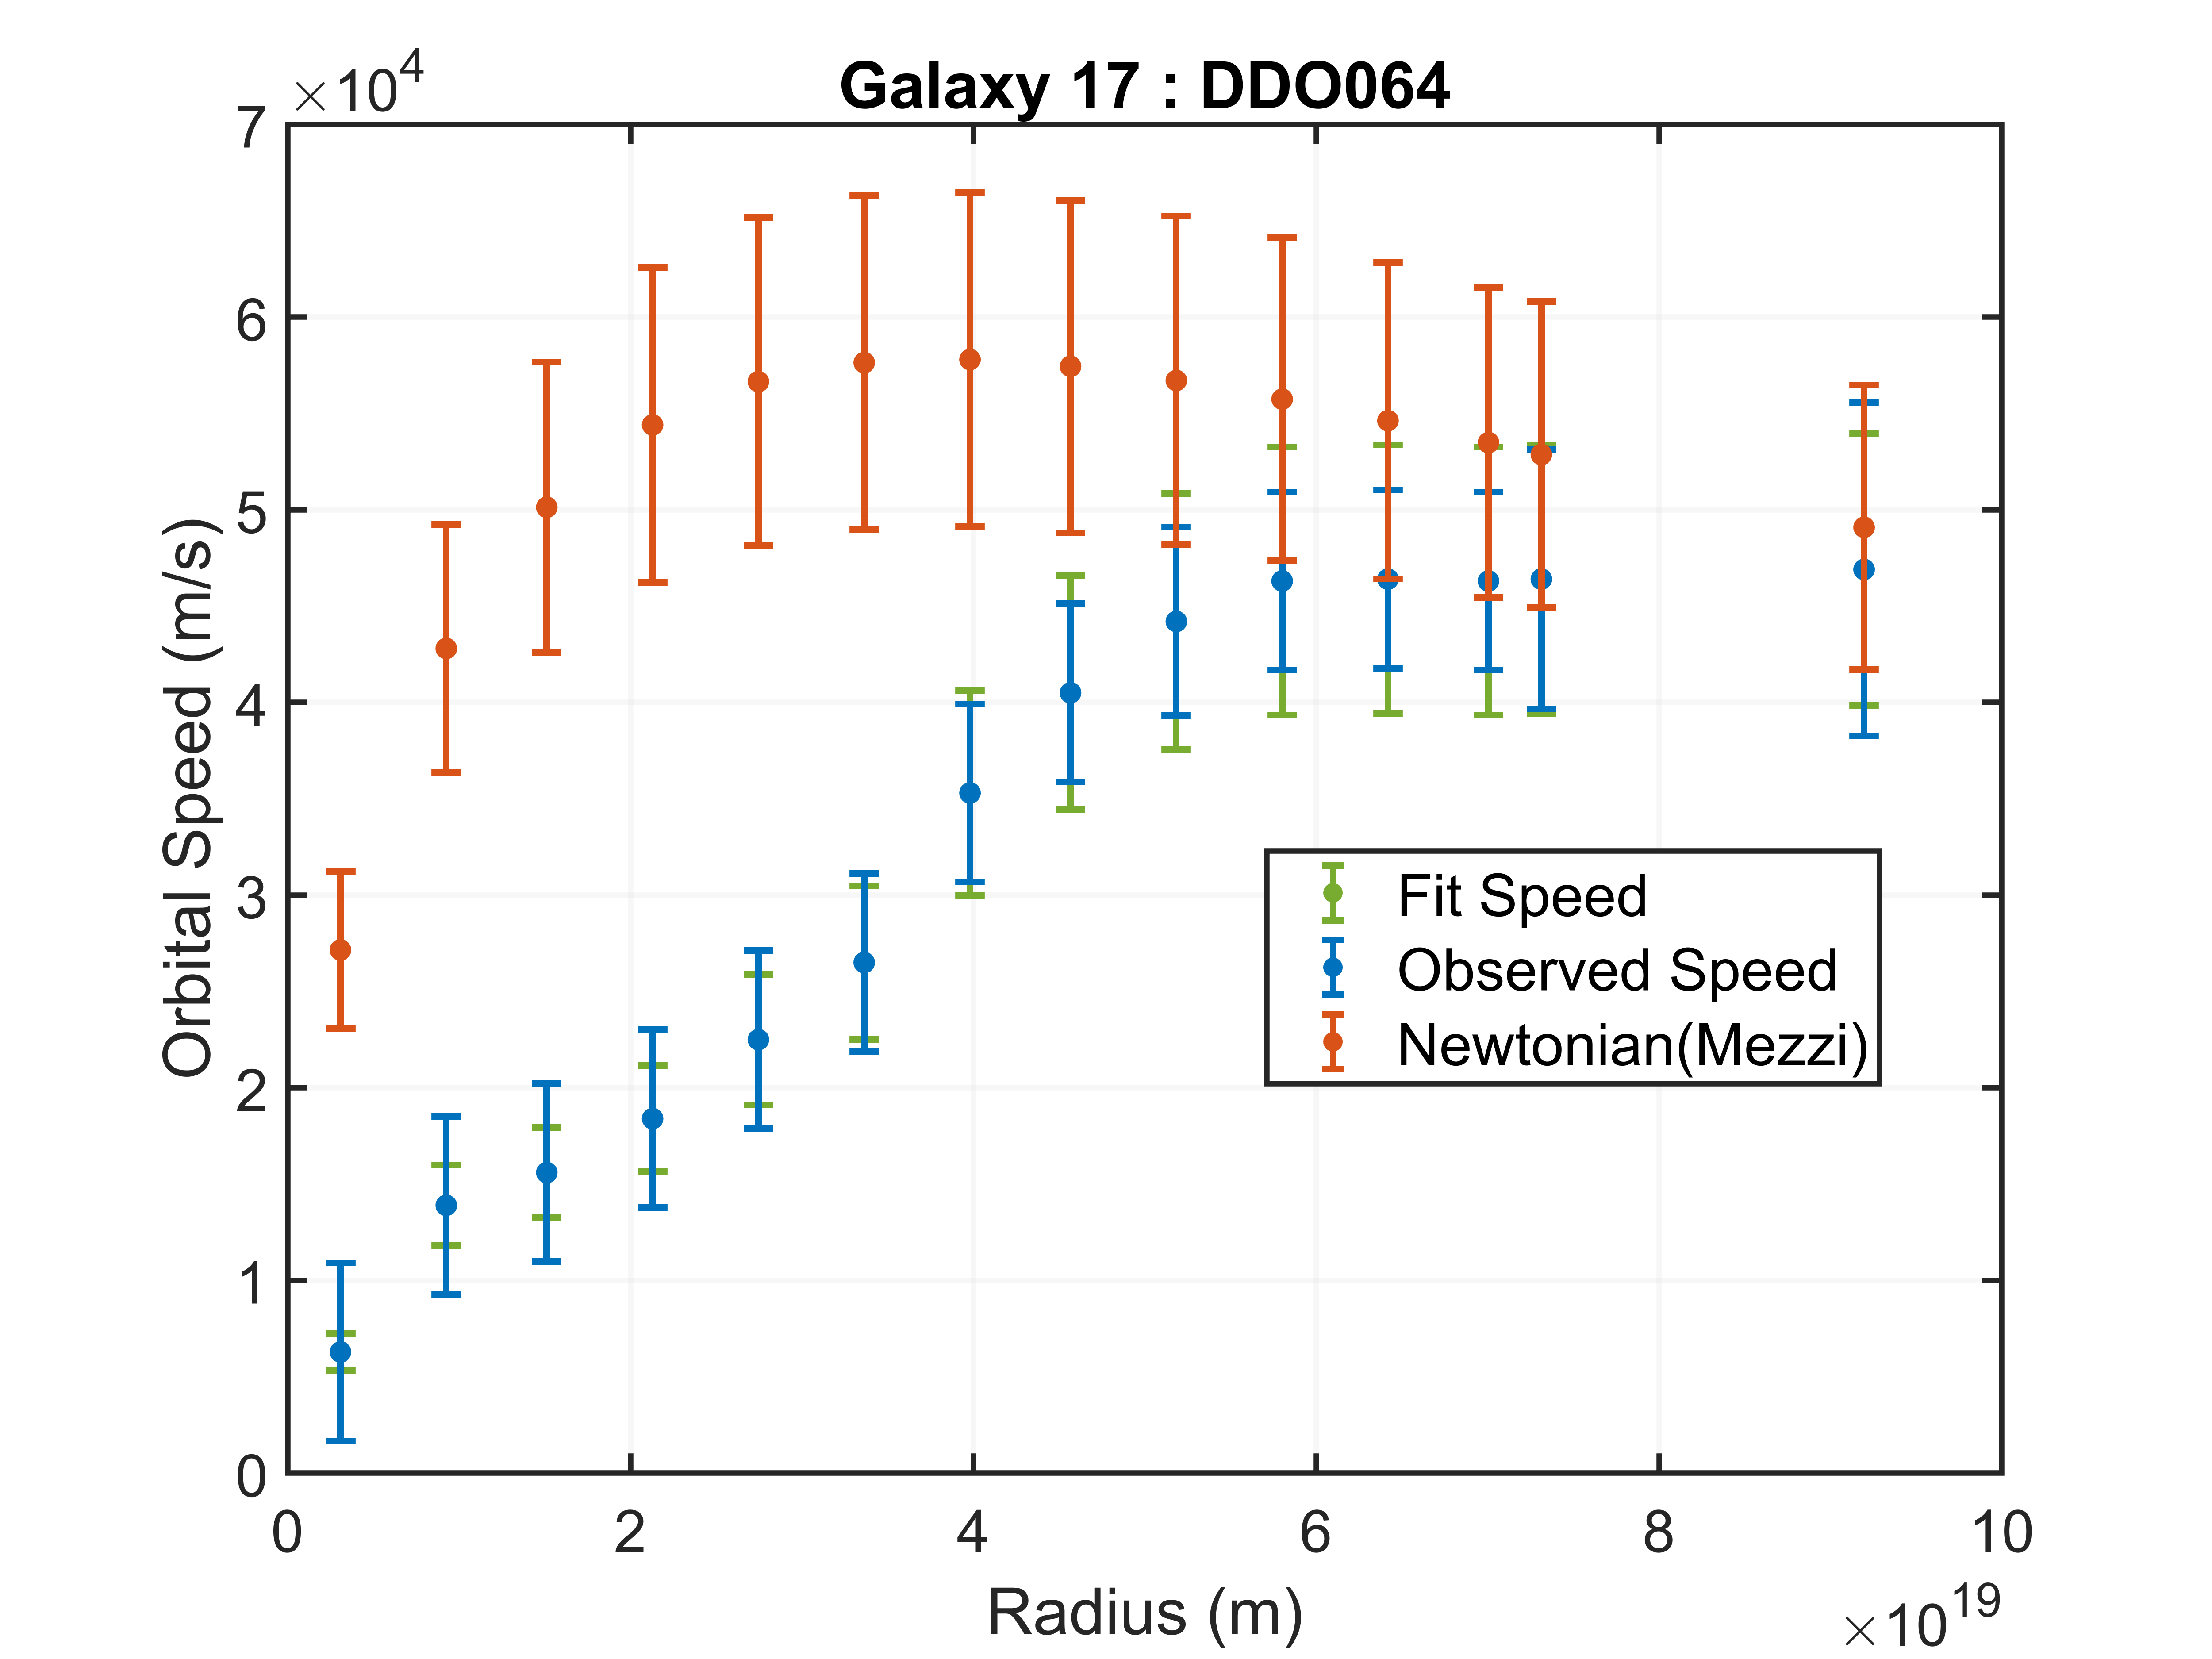 ×10^4
Galaxy 17 : DDO064
7
6
5
4
3
2
1
0
Orbital Speed (m/s)
Fit Speed
Observed Speed
Newtonian(Mezzi)
0 2 4 6 8 10
Radius (m)
×10^19